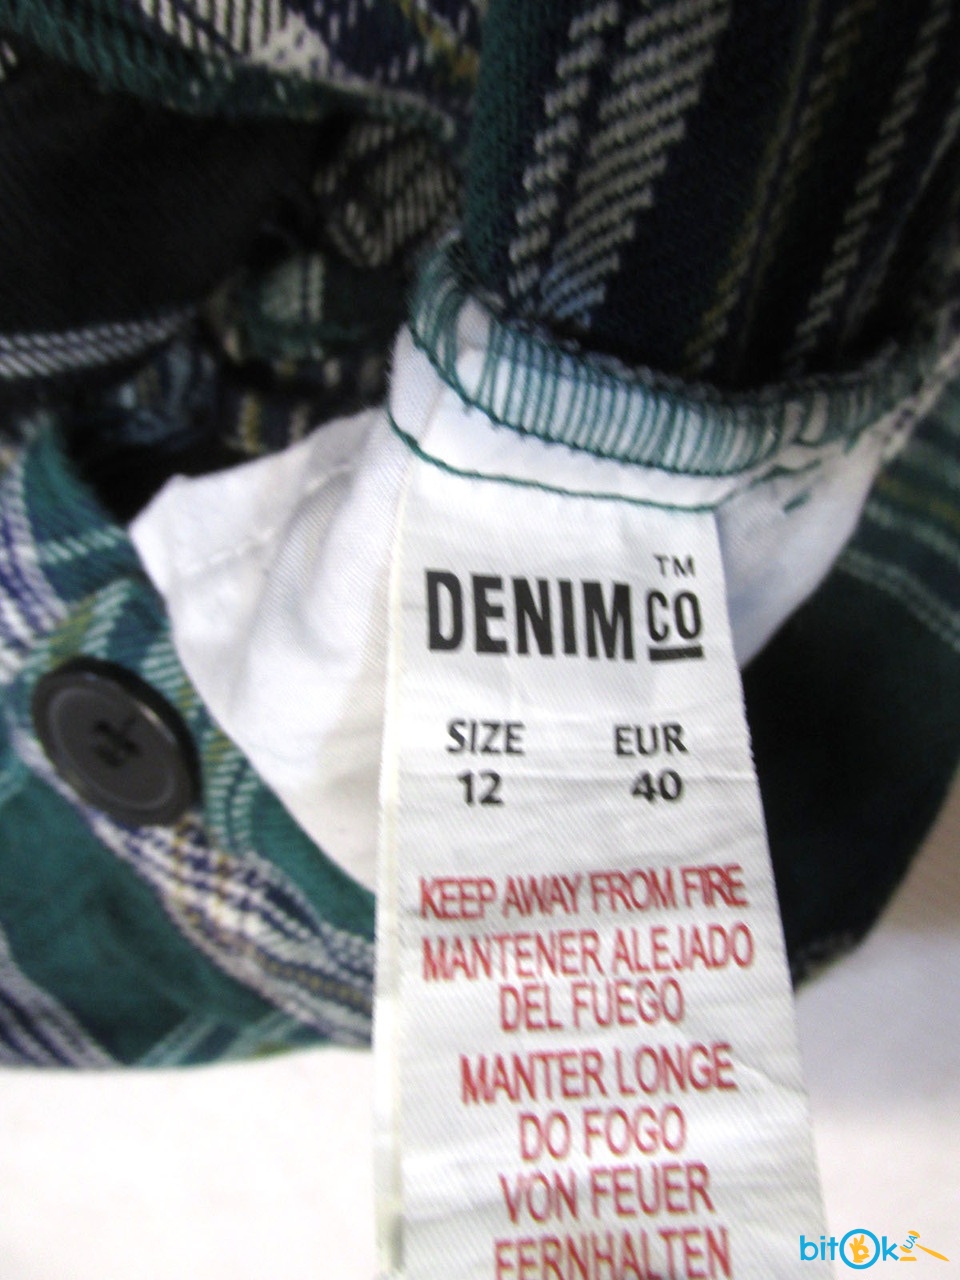 DENIM CO ™
SIZE EUR
12 40
KEEP AWAY FROM FIRE
MANTENER ALEJADO
DEL FUEGO
MANTER LONGE
DO FOGO
VON FEUER
FERNHALTEN
bitOk UA